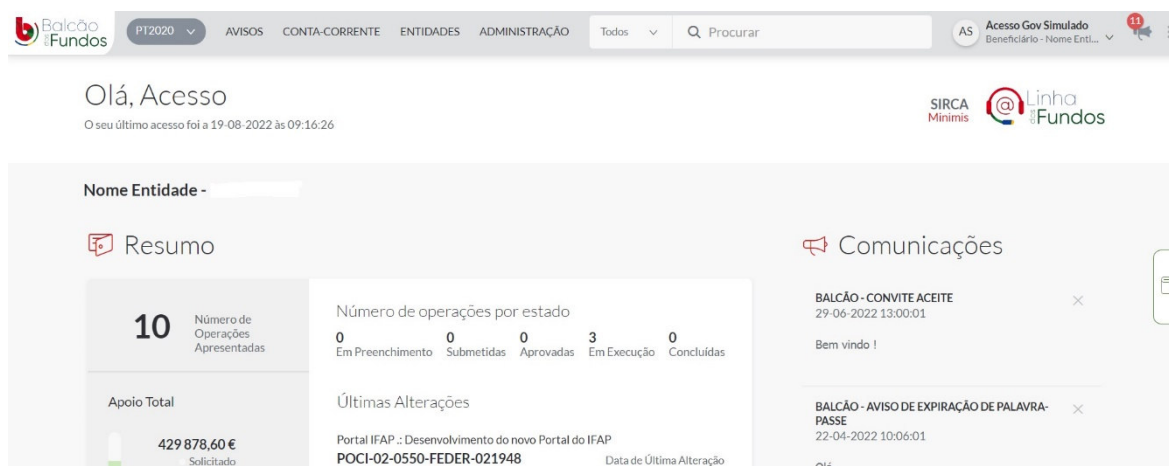 Balcão dos Fundos
PT2020
AVISOS
CONTA-CORRENTE
ENTIDADES
ADMINISTRAÇÃO
Todos
Procurar
AS
Acesso Gov Simulado
Beneficiário - Nome Enti...
11
Olá, Acesso
O seu último acesso foi a 19-08-2022 às 09:16:26
SIRCA
Minimis
@
Linha dos Fundos
Nome Entidade -
Resumo
10
Número de
Operações
Apresentadas
Número de operações por estado
0 0 0 3 0
Em Preenchimento Submetidas Aprovadas Em Execução Concluídas
Apoio Total
429 878,60 €
Solicitado
Últimas Alterações
Portal IFAP .: Desenvolvimento do novo Portal do IFAP
POCI-02-0550-FEDER-021948
Data de Última Alteração
Comunicações
BALCÃO - CONVITE ACEITE
29-06-2022 13:00:01
Bem vindo !
BALCÃO - AVISO DE EXPIRAÇÃO DE PALAVRA-
PASSE
22-04-2022 10:06:01